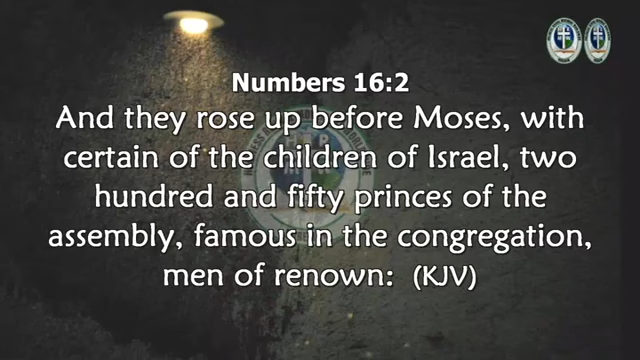 Numbers 16:2
And they rose up before Moses, with
certain of the children of Israel, two
hundred and fifty princes of the
assembly, famous in the congregation,
men of renown: (KJV)